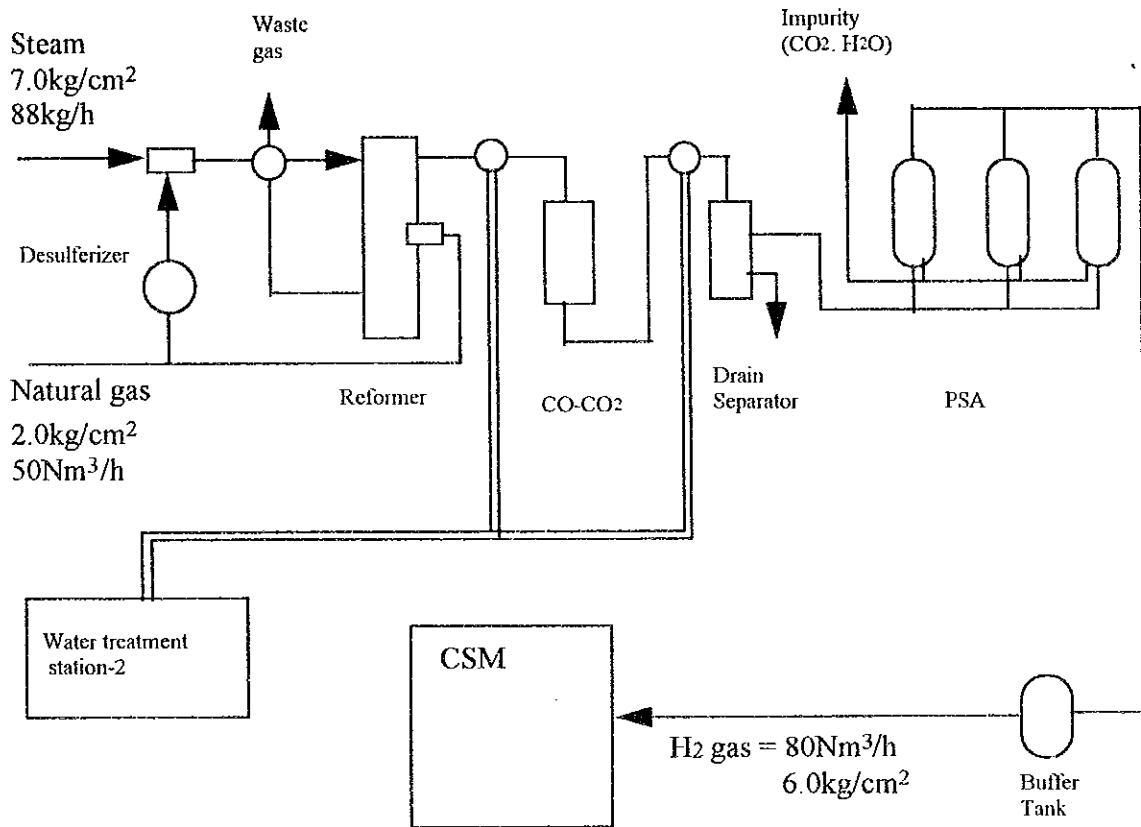 Steam
7.0kg/cm²
88kg/h
Waste
gas
Impurity
(CO2. H2O)
Desulferizer
Natural gas
2.0kg/cm²
50Nm³/h
Reformer
CO-CO2
Drain
Separator
PSA
Water treatment
station-2
CSM
H2 gas = 80Nm³/h
6.0kg/cm²
Buffer
Tank